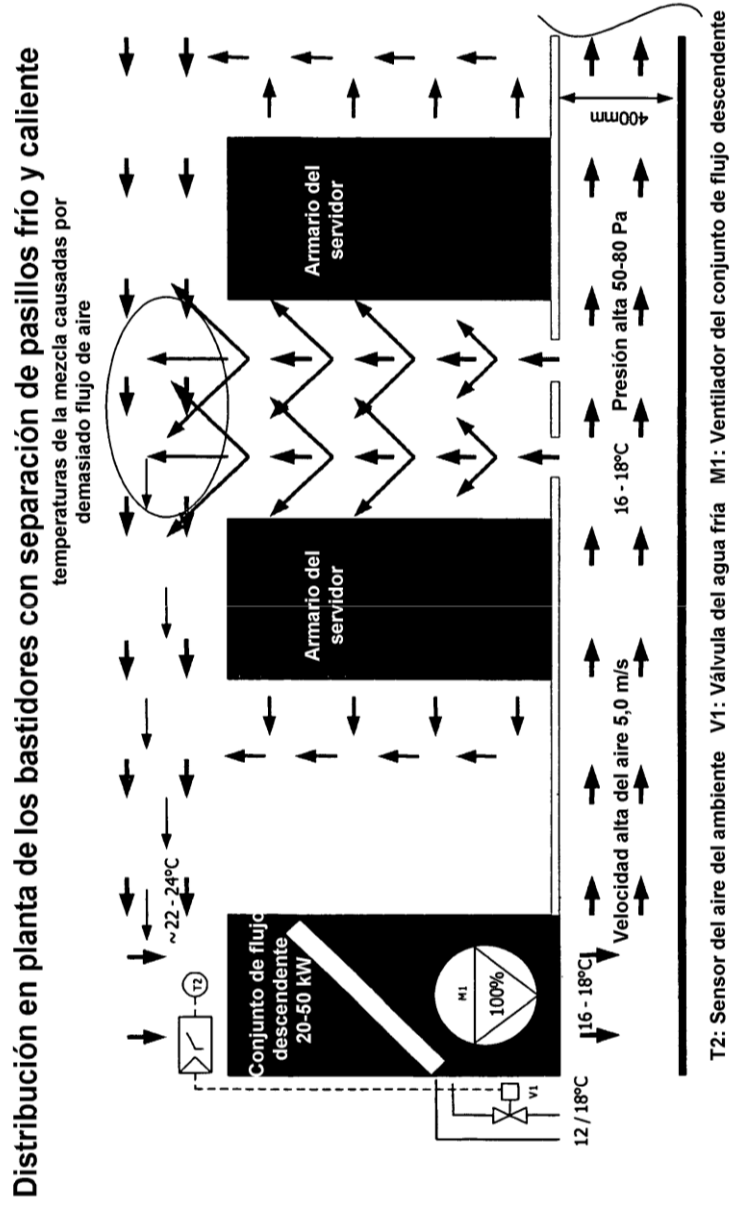 Distribución en planta de los bastidores con separación de pasillos frío y caliente
temperaturas de la mezcla causadas por
demasiado flujo de aire
~22 - 24ºC
T2
Conjunto de flujo
descendente
20-50 kW
M1
100%
V1
12 / 18ºC
16 - 18ºC
Armario del
servidor
Armario del
servidor
Velocidad alta del aire 5,0 m/s
16 - 18ºC
Presión alta 50-80 Pa
400mm
T2: Sensor del aire del ambiente V1: Válvula del agua fría M1: Ventilador del conjunto de flujo descendente